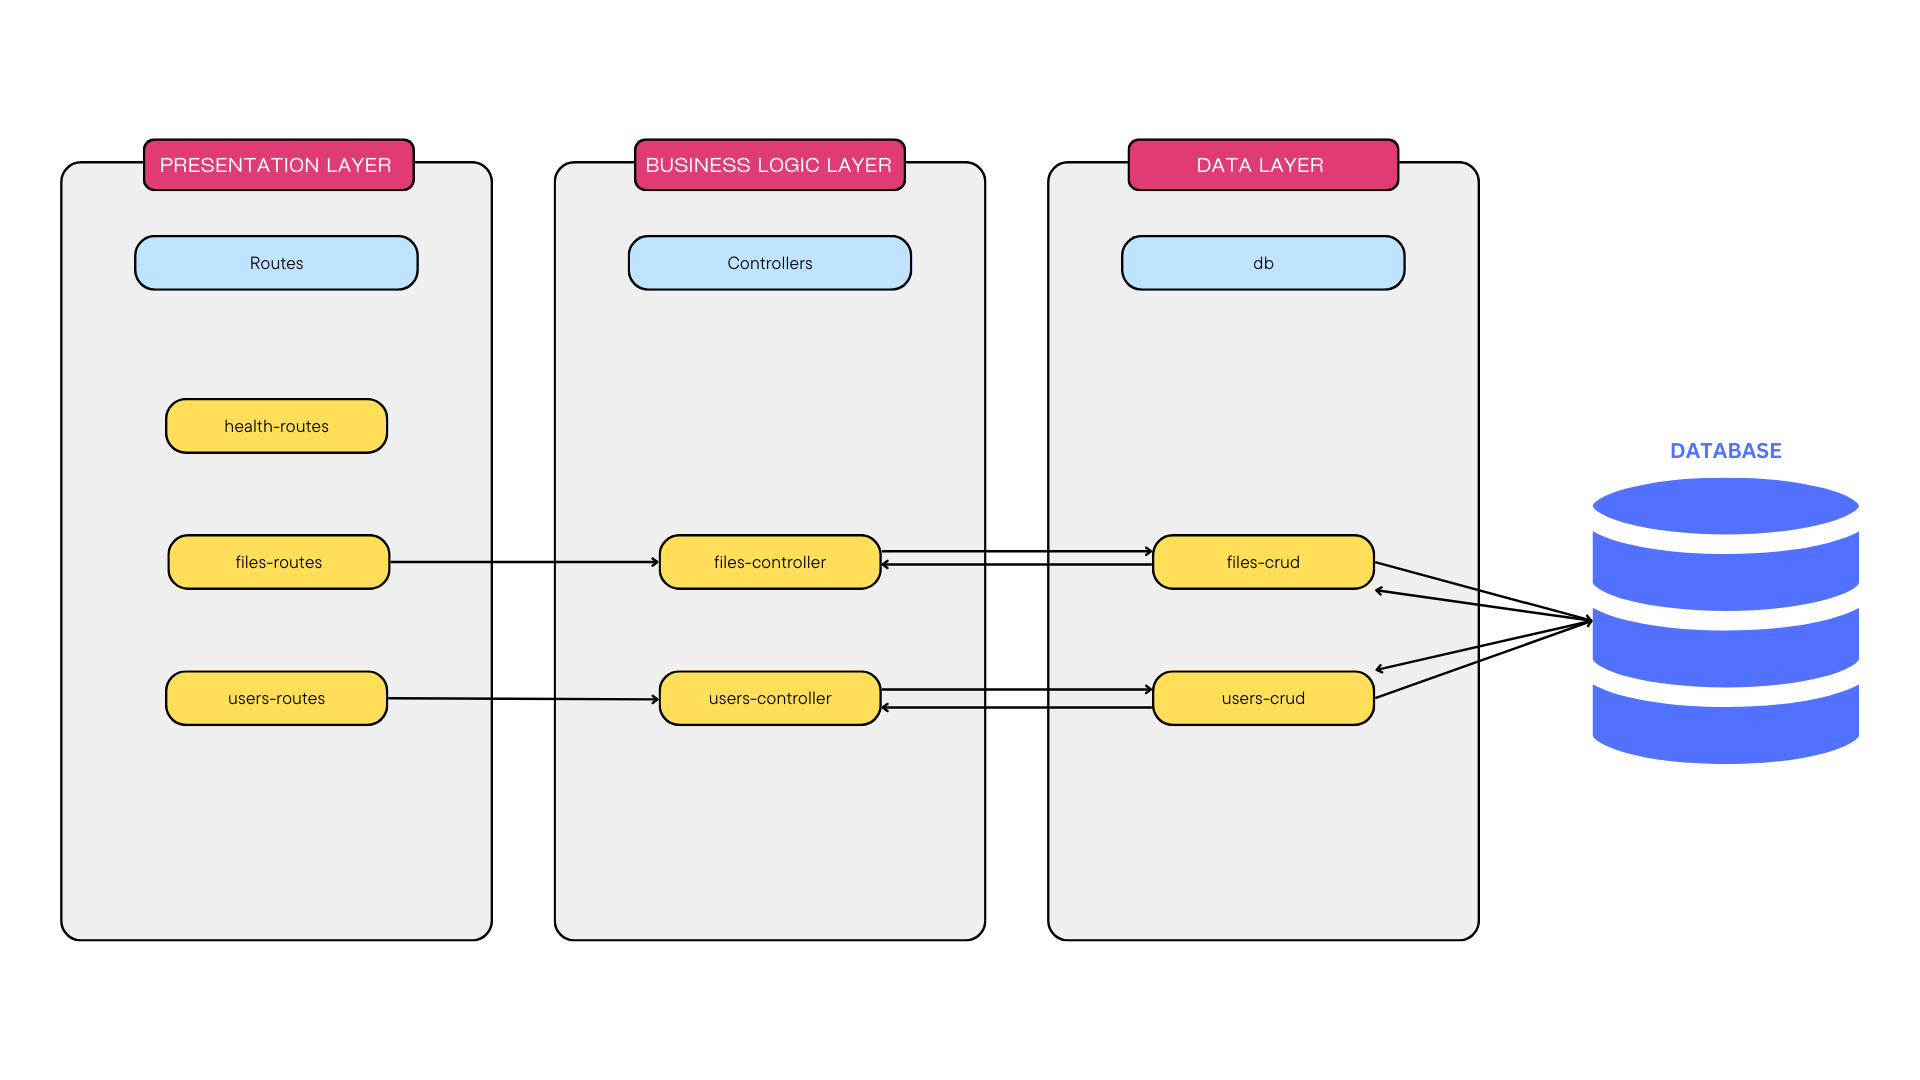 PRESENTATION LAYER
BUSINESS LOGIC LAYER
DATA LAYER
Routes
Controllers
db
health-routes
DATABASE
files-routes
files-controller
files-crud
users-routes
users-controller
users-crud